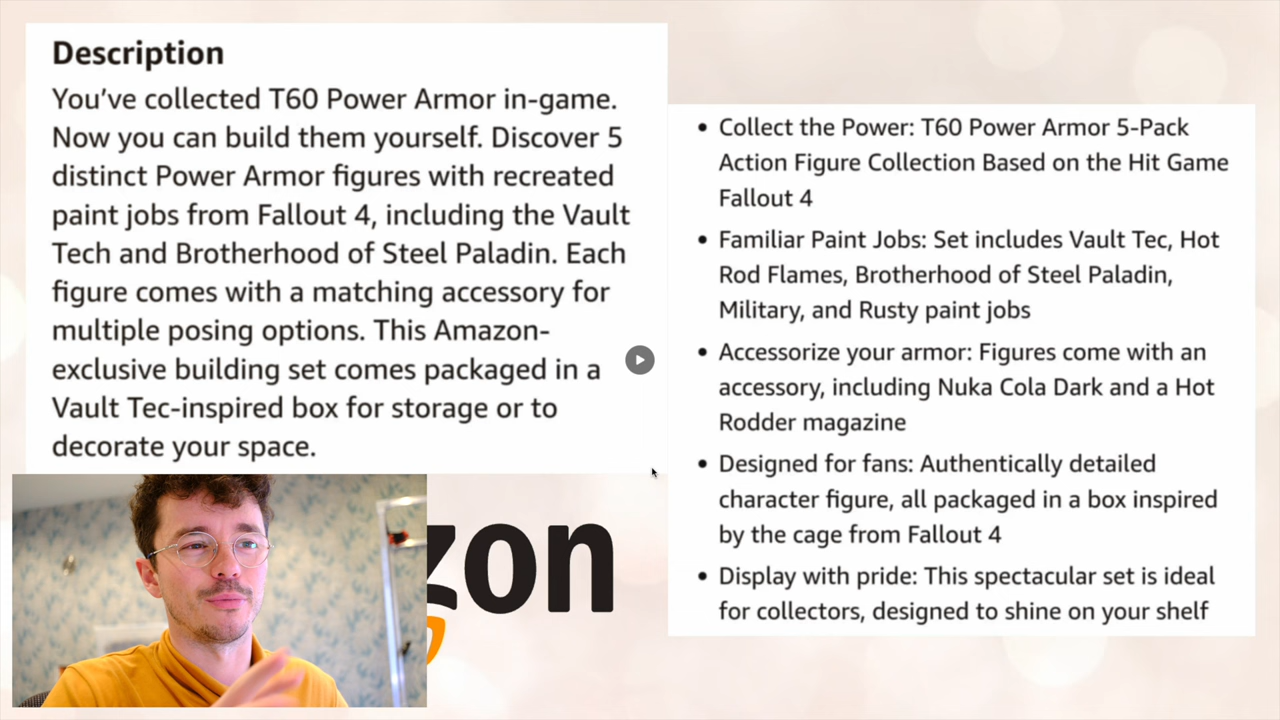 Description
You’ve collected T60 Power Armor in-game.
Now you can build them yourself. Discover 5
distinct Power Armor figures with recreated
paint jobs from Fallout 4, including the Vault
Tech and Brotherhood of Steel Paladin. Each
figure comes with a matching accessory for
multiple posing options. This Amazon-
exclusive building set comes packaged in a
Vault Tec-inspired box for storage or to
decorate your space.
• Collect the Power: T60 Power Armor 5-Pack
Action Figure Collection Based on the Hit Game
Fallout 4
• Familiar Paint Jobs: Set includes Vault Tec, Hot
Rod Flames, Brotherhood of Steel Paladin,
Military, and Rusty paint jobs
• Accessorize your armor: Figures come with an
accessory, including Nuka Cola Dark and a Hot
Rodder magazine
• Designed for fans: Authentically detailed
character figure, all packaged in a box inspired
by the cage from Fallout 4
• Display with pride: This spectacular set is ideal
for collectors, designed to shine on your shelf
zon